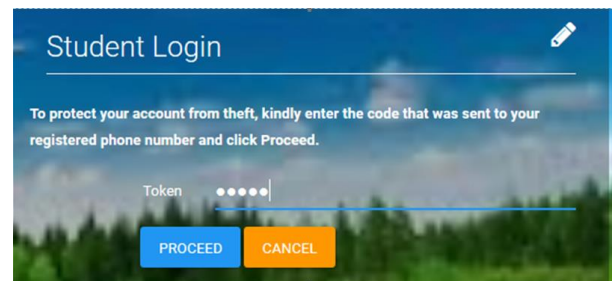 Student Login
To protect your account from theft, kindly enter the code that was sent to your
registered phone number and click Proceed.
Token •••••
PROCEED CANCEL